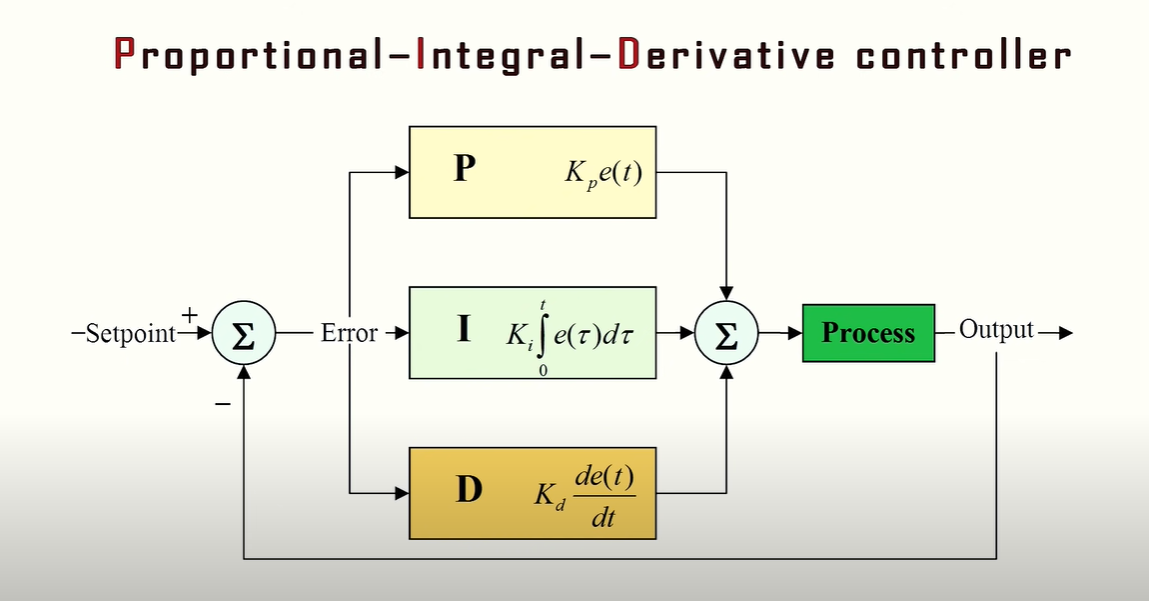 Proportional-Integral-Derivative controller
P K_p e(t)
–Setpoint
+
Σ
Error
I K_i ∫_0^t e(τ)dτ
Σ
Process
Output
–
D K_d de(t)/dt